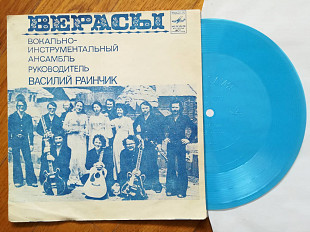 ВЕРАСЫ
ВОКАЛЬНО-
ИНСТРУМЕНТАЛЬНЫЙ
АНСАМБЛЬ
РУКОВОДИТЕЛЬ
ВАСИЛИЙ РАИНЧИК